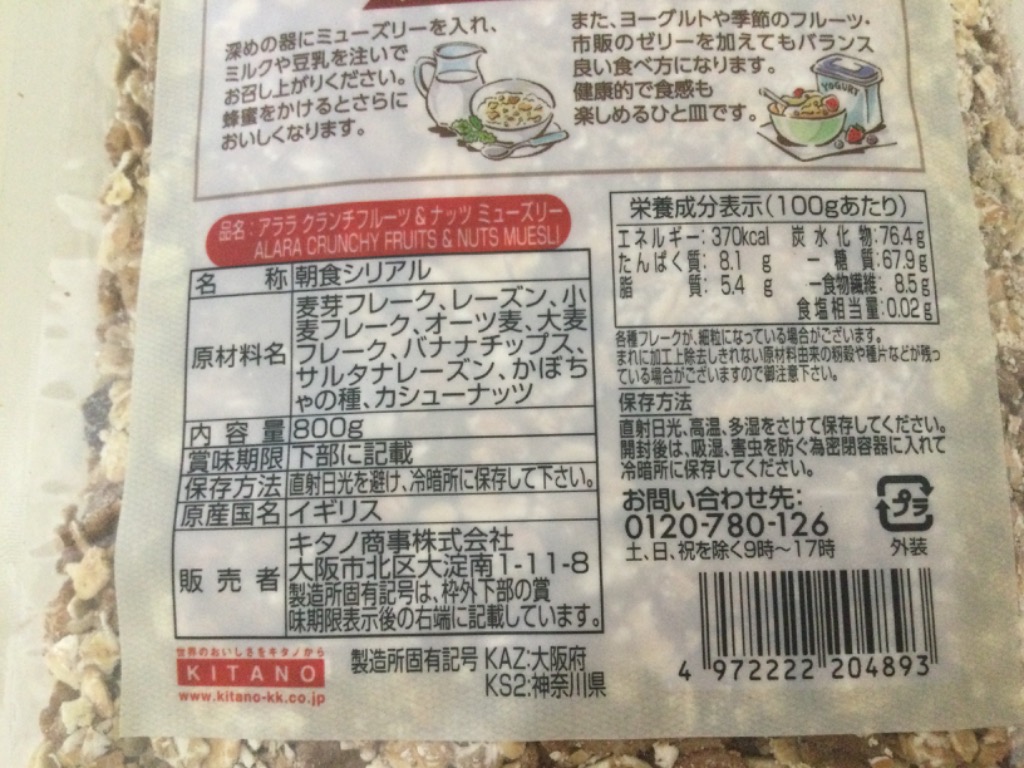 深めの器にミューズリーを入れ、
ミルクや豆乳を注いで
お召し上がりください。
蜂蜜をかけるとさらに
おいしくなります。
また、ヨーグルトや季節のフルーツ・
市販のゼリーを加えてもバランス
良い食べ方になります。
健康的で食感も
楽しめるひと皿です。
YOGURT
品名:アララ クランチフルーツ & ナッツ ミューズリー
ALARA CRUNCHY FRUITS & NUTS MUESLI
名 称 朝食シリアル
原材料名 麦芽フレーク、レーズン、小
麦フレーク、オーツ麦、大麦
フレーク、バナナチップス、
サルタナレーズン、かぼち
ゃの種、カシューナッツ
内容量 800g
賞味期限 下部に記載
保存方法 直射日光を避け、冷暗所に保存して下さい。
原産国名 イギリス
販売者 キタノ商事株式会社
大阪市北区大淀南1-11-8
製造所固有記号は、枠外下部の賞
味期限表示後の右端に記載しています。
世界のおいしさをキタノから
KITANO
www.kitano-kk.co.jp
製造所固有記号 KAZ:大阪府
KS2:神奈川県
栄養成分表示(100gあたり)
エネルギー: 370kcal 炭水化物:76.4g
たんぱく質: 8.1 g ー 糖質:67.9g
脂質: 5.4 g ー食物繊維: 8.5g
食塩相当量:0.02g
各種フレークが、細粒になっている場合がございます。
まれに加工上除去しきれない原材料由来の籾殻や種片などが残っ
ている場合がございますので御注意下さい。
保存方法
直射日光、高温、多湿をさけて保存してください。
開封後は、吸湿、害虫を防ぐ為密閉容器に入れて
冷暗所に保存してください。
お問い合わせ先:
0120-780-126
土、日、祝を除く9時〜17時
プラ
外装
4 972222 204893